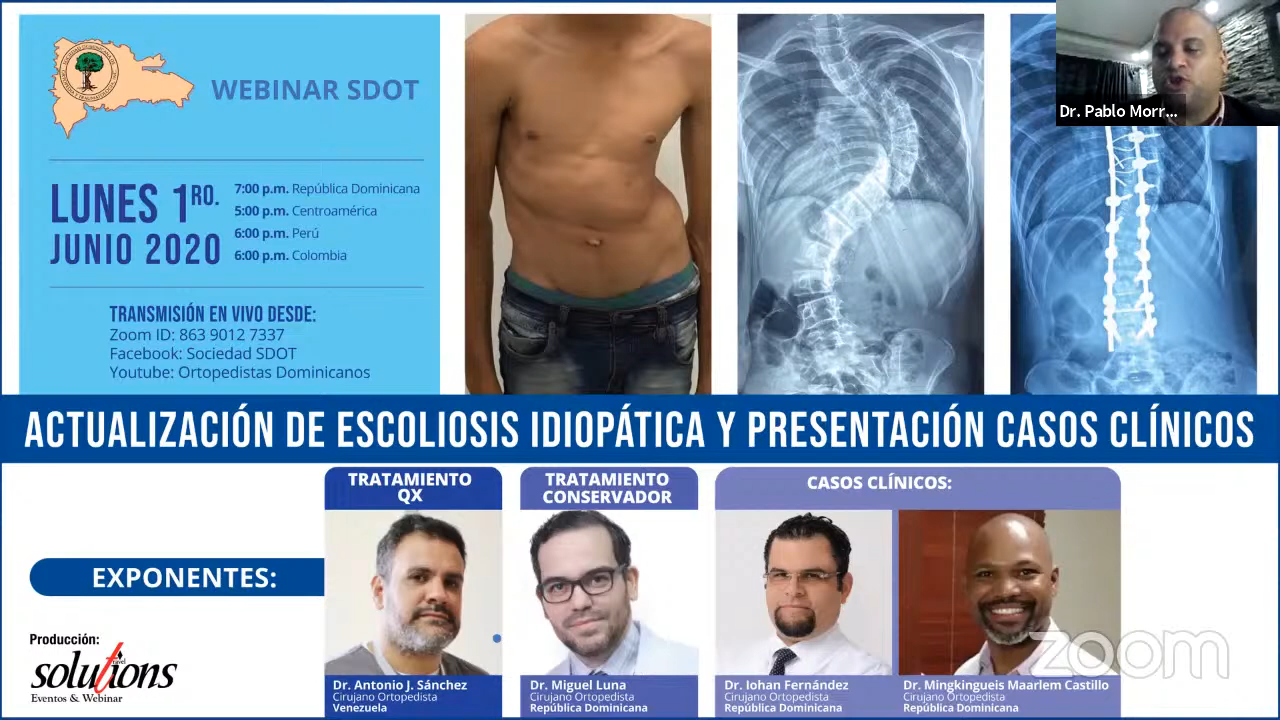 WEBINAR SDOT
LUNES 1RO.
JUNIO 2020
7:00 p.m. República Dominicana
5:00 p.m. Centroamérica
6:00 p.m. Perú
6:00 p.m. Colombia
TRANSMISIÓN EN VIVO DESDE:
Zoom ID: 863 9012 7337
Facebook: Sociedad SDOT
Youtube: Ortopedistas Dominicanos
Dr. Pablo Morr...
ACTUALIZACIÓN DE ESCOLIOSIS IDIOPÁTICA Y PRESENTACIÓN CASOS CLÍNICOS
EXPONENTES:
TRATAMIENTO
QX
Dr. Antonio J. Sánchez
Cirujano Ortopedista
Venezuela
TRATAMIENTO
CONSERVADOR
Dr. Miguel Luna
Cirujano Ortopedista
República Dominicana
CASOS CLÍNICOS:
Dr. Iohan Fernández
Cirujano Ortopedista
República Dominicana
Dr. Mingkingueis Maarlem Castillo
Cirujano Ortopedista
República Dominicana
Producción:
solutions
travel
Eventos & Webinar
zoom